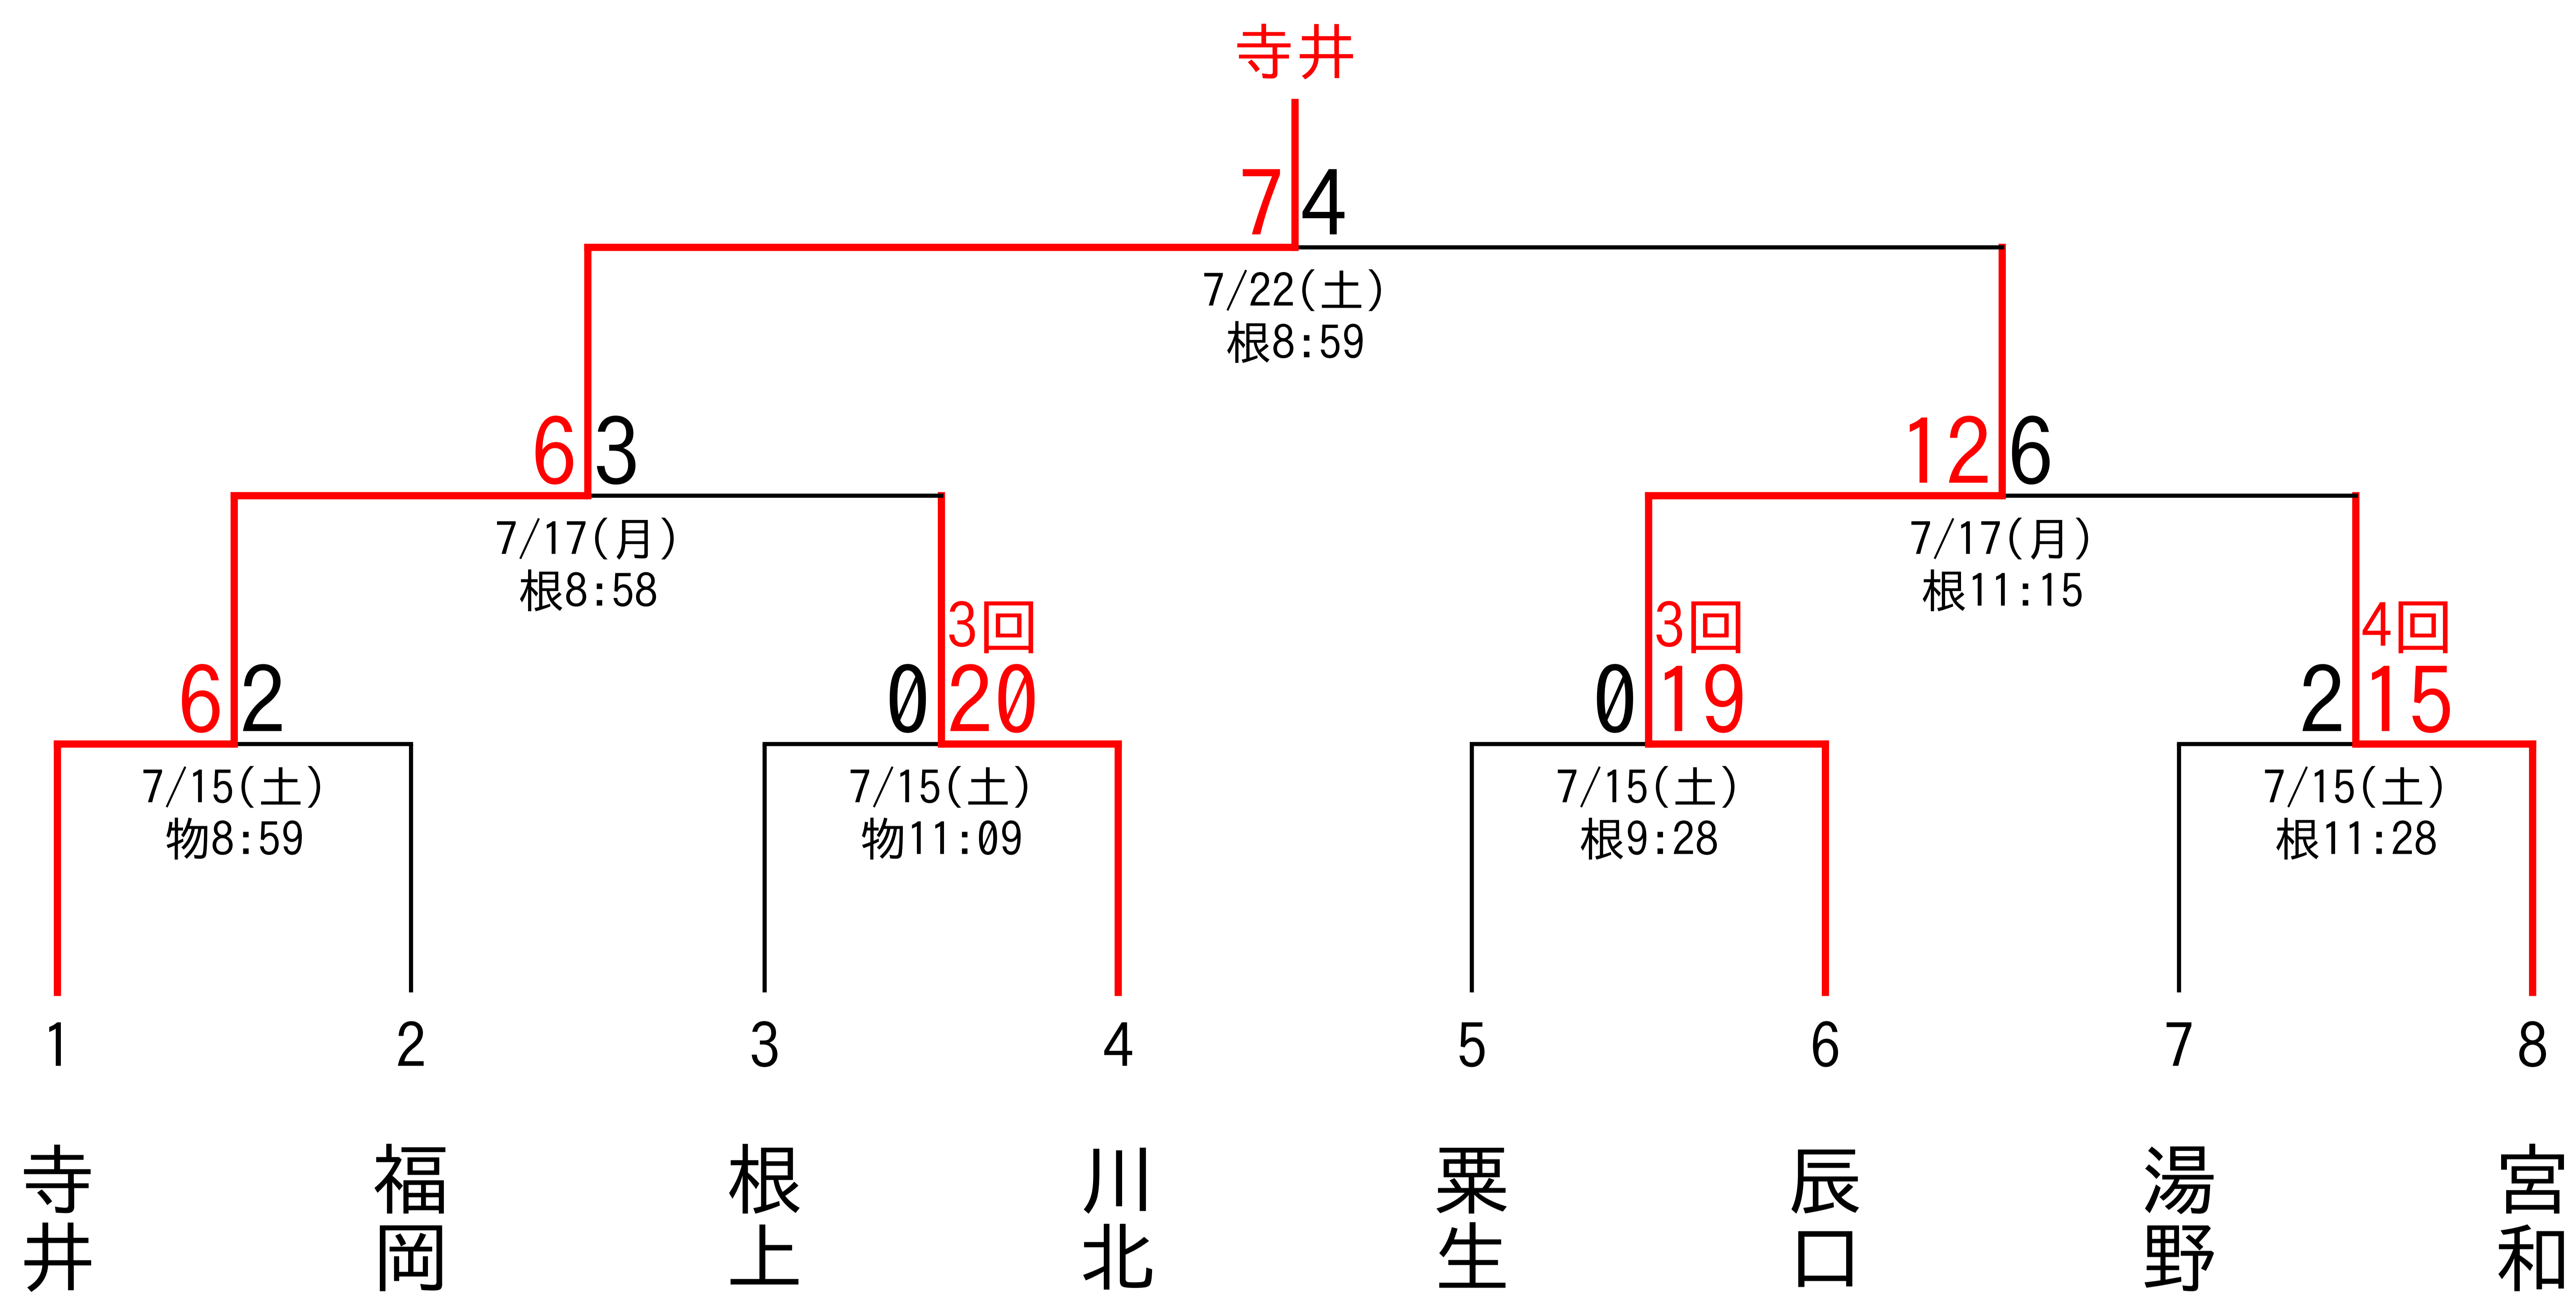 寺井
7 4
7/22(土)
根8:59
6 3
12 6
7/17(月)
根8:58
7/17(月)
根11:15
3回
3回
4回
6 2
0 20
0 19
2 15
7/15(土)
物8:59
7/15(土)
物11:09
7/15(土)
根9:28
7/15(土)
根11:28
1 2 3 4 5 6 7 8
寺井
福岡
根上
川北
粟生
辰口
湯野
宮和